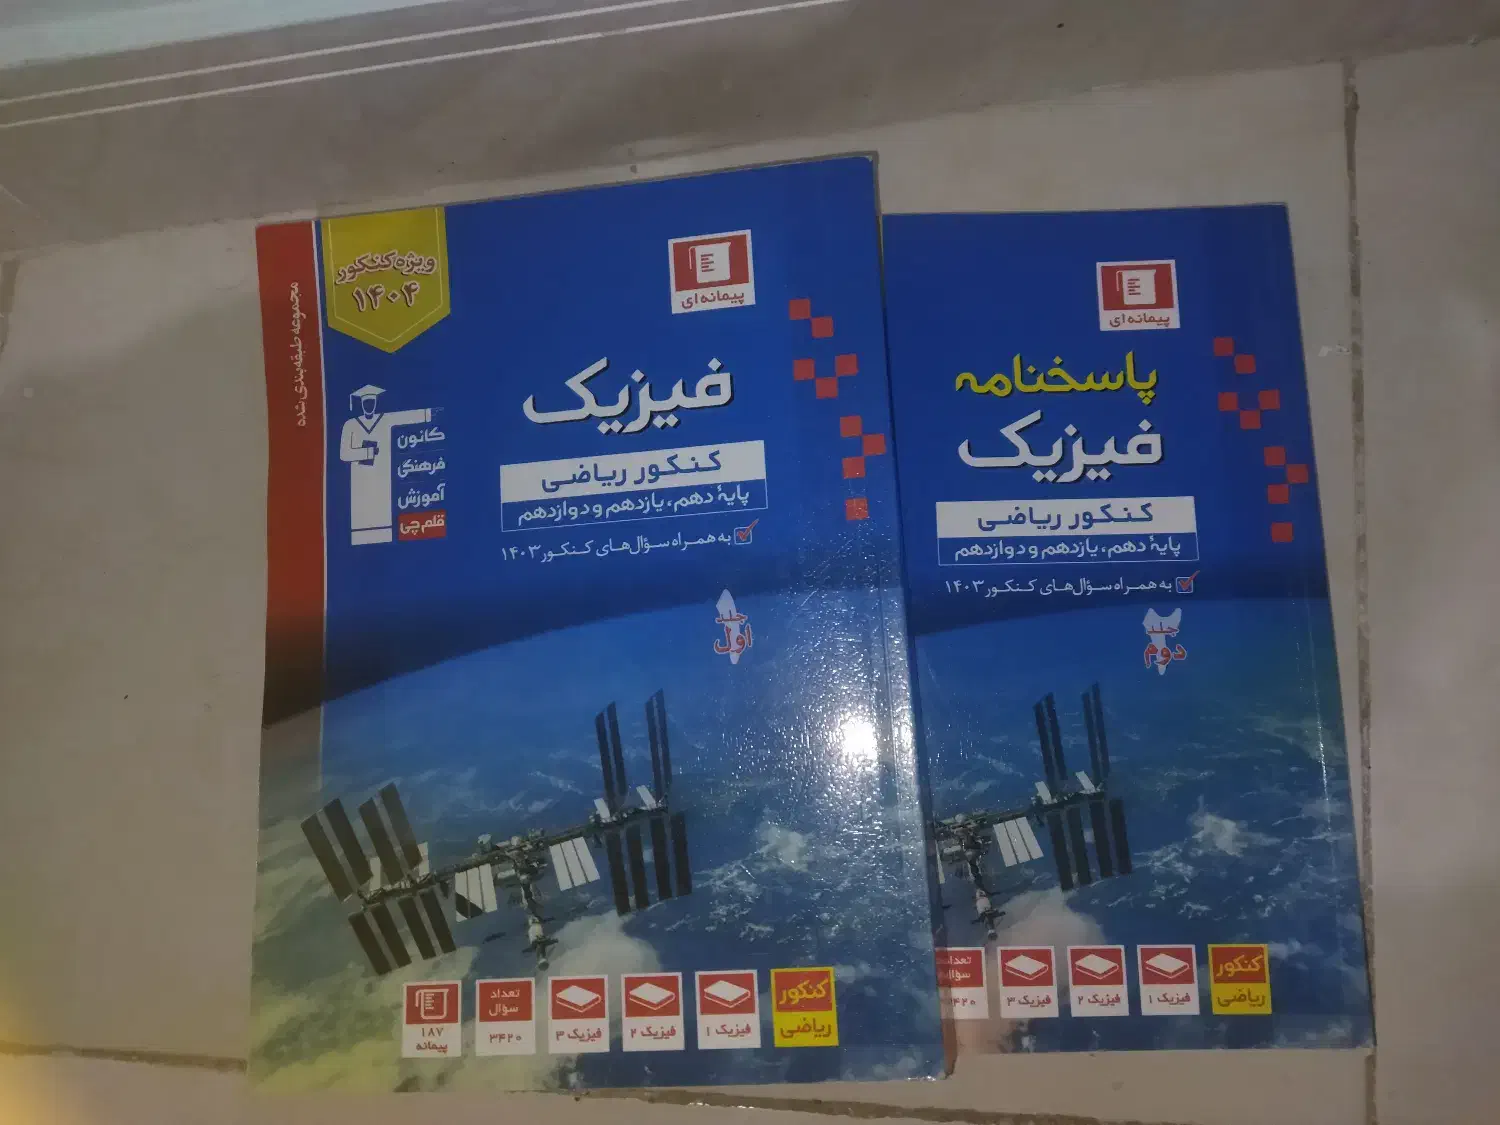 مجموعه طبقه‌بندی شده
ویژه کنکور
۱۴۰۴
پیمانه‌ای
کانون
فرهنگی
آموزش
قلم‌چی
فیزیک
کنکور ریاضی
پایهٔ دهم، یازدهم و دوازدهم
به همراه سؤال‌های کنکور ۱۴۰۳
جلد
اول
کنکور
ریاضی
فیزیک ۱
فیزیک ۲
فیزیک ۳
تعداد
سؤال
۳۴۲۰
۱۸۷
پیمانه
پیمانه‌ای
پاسخنامه
فیزیک
کنکور ریاضی
پایهٔ دهم، یازدهم و دوازدهم
به همراه سؤال‌های کنکور ۱۴۰۳
جلد
دوم
کنکور
ریاضی
فیزیک ۱
فیزیک ۲
فیزیک ۳
تعداد
سؤال